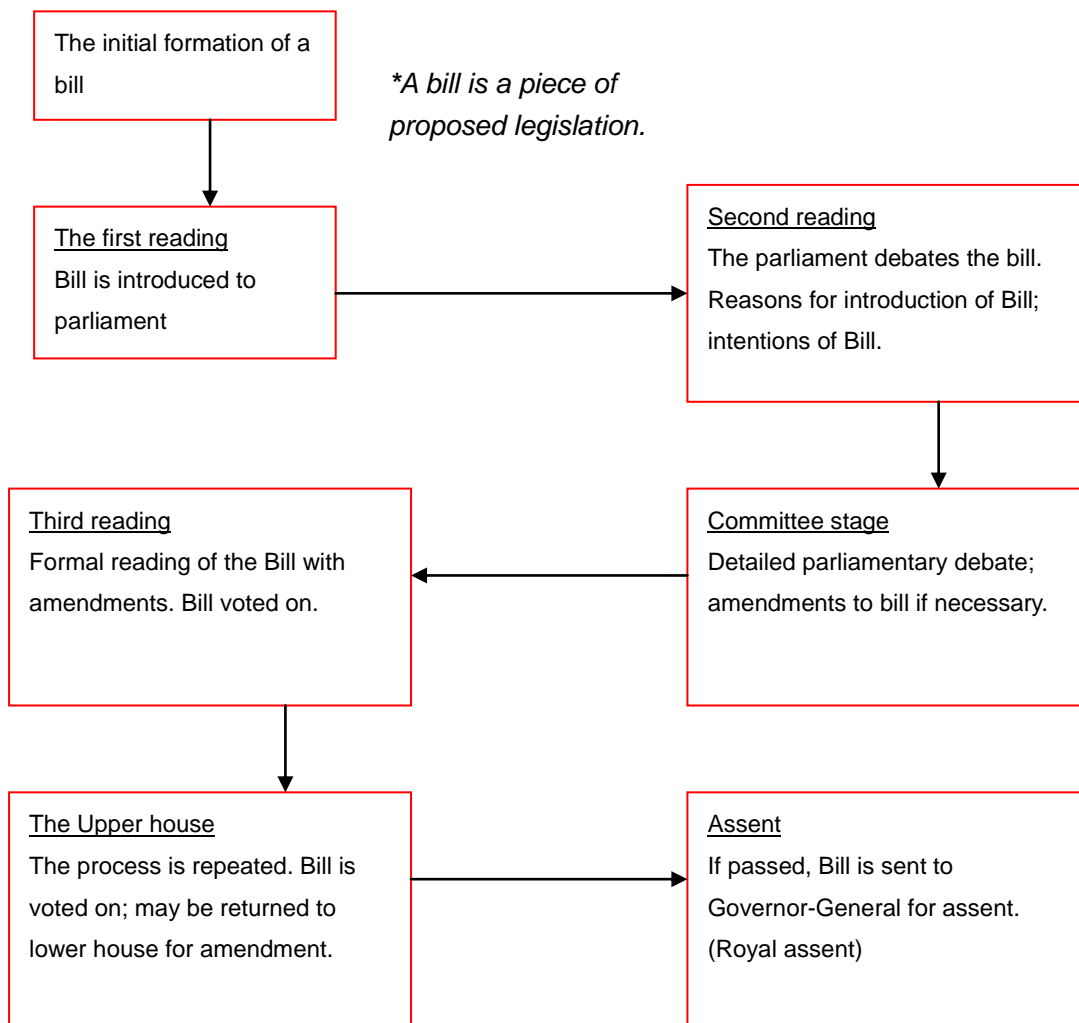 The initial formation of a
bill
*A bill is a piece of
proposed legislation.
The first reading
Bill is introduced to
parliament
Second reading
The parliament debates the bill.
Reasons for introduction of Bill;
intentions of Bill.
Committee stage
Detailed parliamentary debate;
amendments to bill if necessary.
Third reading
Formal reading of the Bill with
amendments. Bill voted on.
The Upper house
The process is repeated. Bill is
voted on; may be returned to
lower house for amendment.
Assent
If passed, Bill is sent to
Governor-General for assent.
(Royal assent)